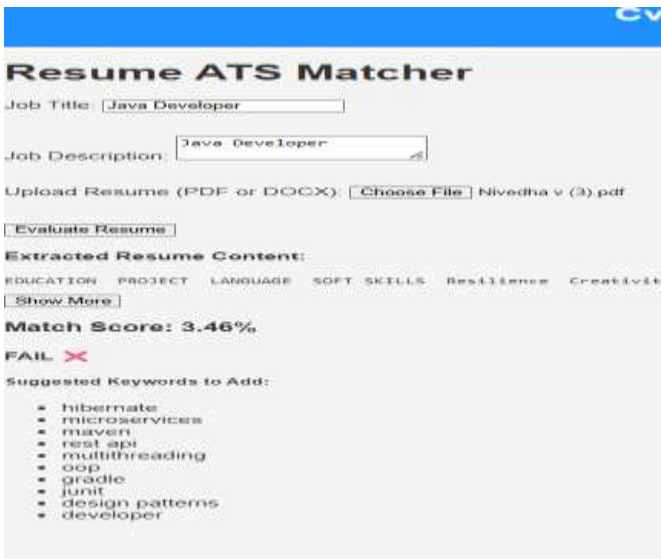 Cv
Resume ATS Matcher
Job Title: Java Developer
Job Description: Java Developer
Upload Resume (PDF or DOCX): Choose File Nivedha v (3).pdf
Evaluate Resume
Extracted Resume Content:
EDUCATION PROJECT LANGUAGE SOFT SKILLS Resilience Creativit
Show More
Match Score: 3.46%
FAIL ❌
Suggested Keywords to Add:
• hibernate
• microservices
• maven
• rest api
• multithreading
• oop
• gradle
• junit
• design patterns
• developer